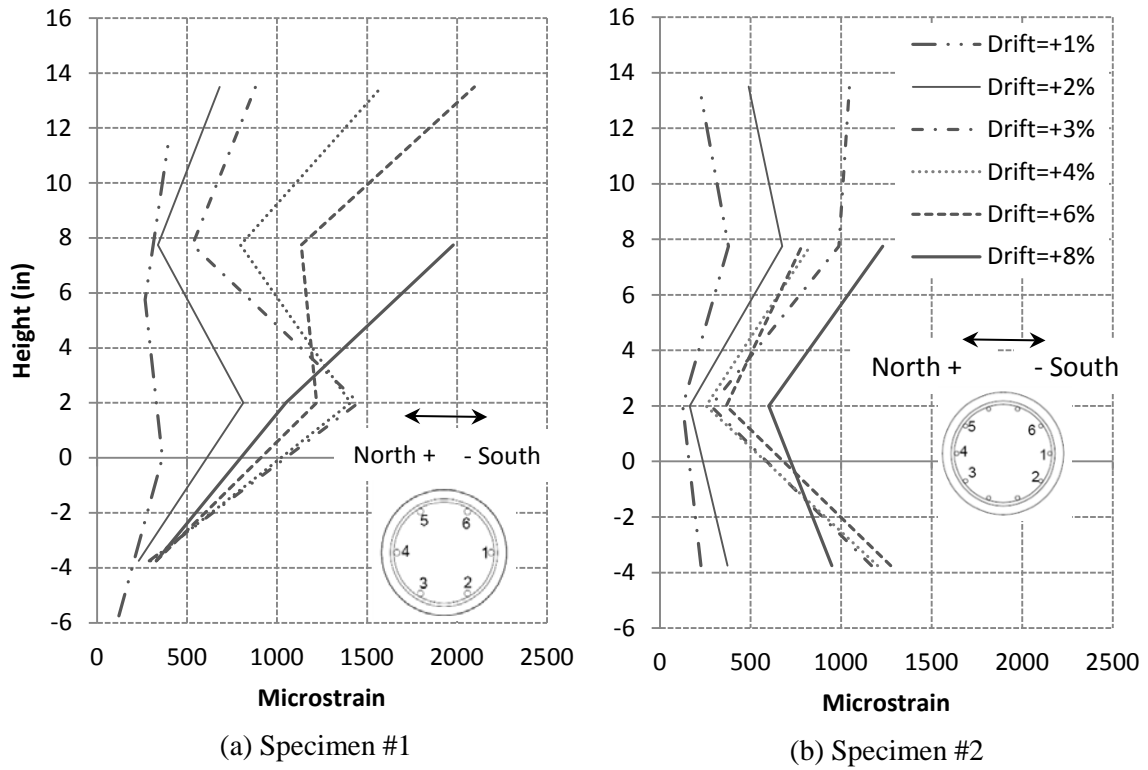 Height (in)
16
14
12
10
8
6
4
2
0
-2
-4
-6
0 500 1000 1500 2000 2500
Microstrain
North + - South
5 6
4 1
3 2
(a) Specimen #1
16
14
12
10
8
6
4
2
0
-2
-4
-6
0 500 1000 1500 2000 2500
Microstrain
Drift=+1%
Drift=+2%
Drift=+3%
Drift=+4%
Drift=+6%
Drift=+8%
North + - South
5 6
4 1
3 2
(b) Specimen #2